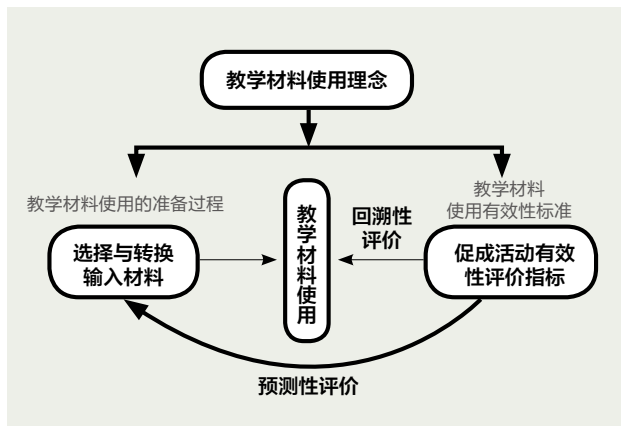 教学材料使用理念
教学材料使用的准备过程
教学材料
使用有效性标准
选择与转换
输入材料
教学材料使用
回溯性
评价
促成活动有效
性评价指标
预测性评价